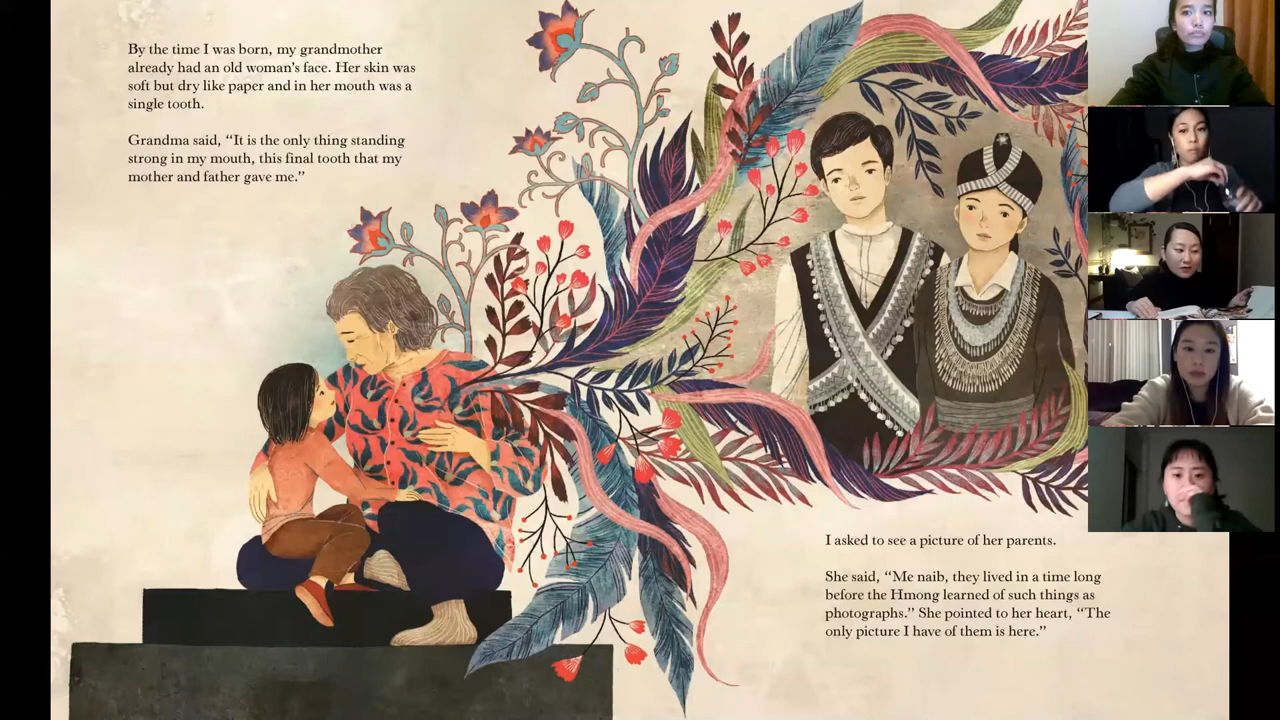 By the time I was born, my grandmother
already had an old woman's face. Her skin was
soft but dry like paper and in her mouth was a
single tooth.
Grandma said, “It is the only thing standing
strong in my mouth, this final tooth that my
mother and father gave me.”
I asked to see a picture of her parents.
She said, “Me naib, they lived in a time long
before the Hmong learned of such things as
photographs.” She pointed to her heart, “The
only picture I have of them is here.”